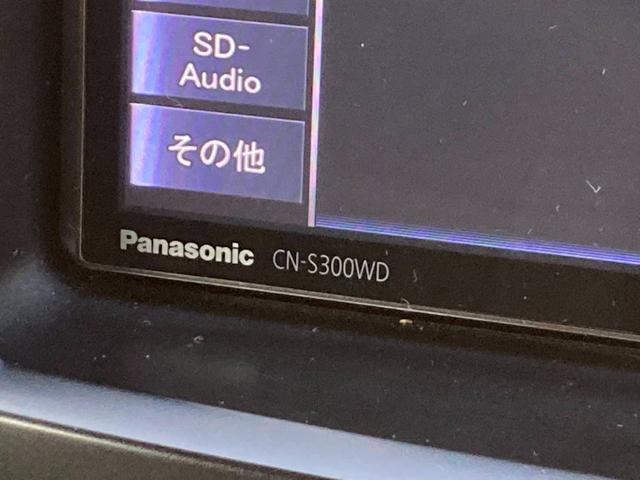 SD-
Audio
その他
Panasonic CN-S300WD